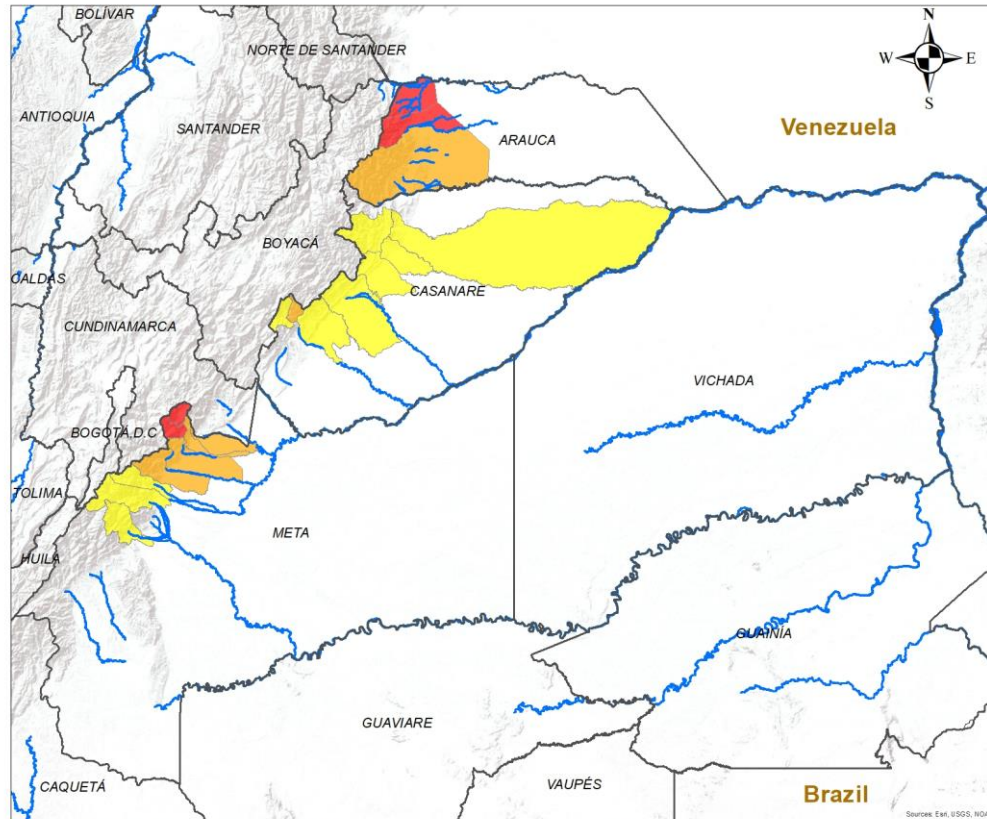 BOLÍVAR
N
NORTE DE SANTANDER
W
E
S
ANTIOQUIA
SANTANDER
ARAUCA
Venezuela
BOYACÁ
CALDAS
CASANARE
CUNDINAMARCA
VICHADA
BOGOTÁ D.C
TOLIMA
META
HUILA
GUAINÍA
GUAVIARE
CAQUETÁ
VAUPÉS
Brazil
Sources: Esri, USGS, NOA